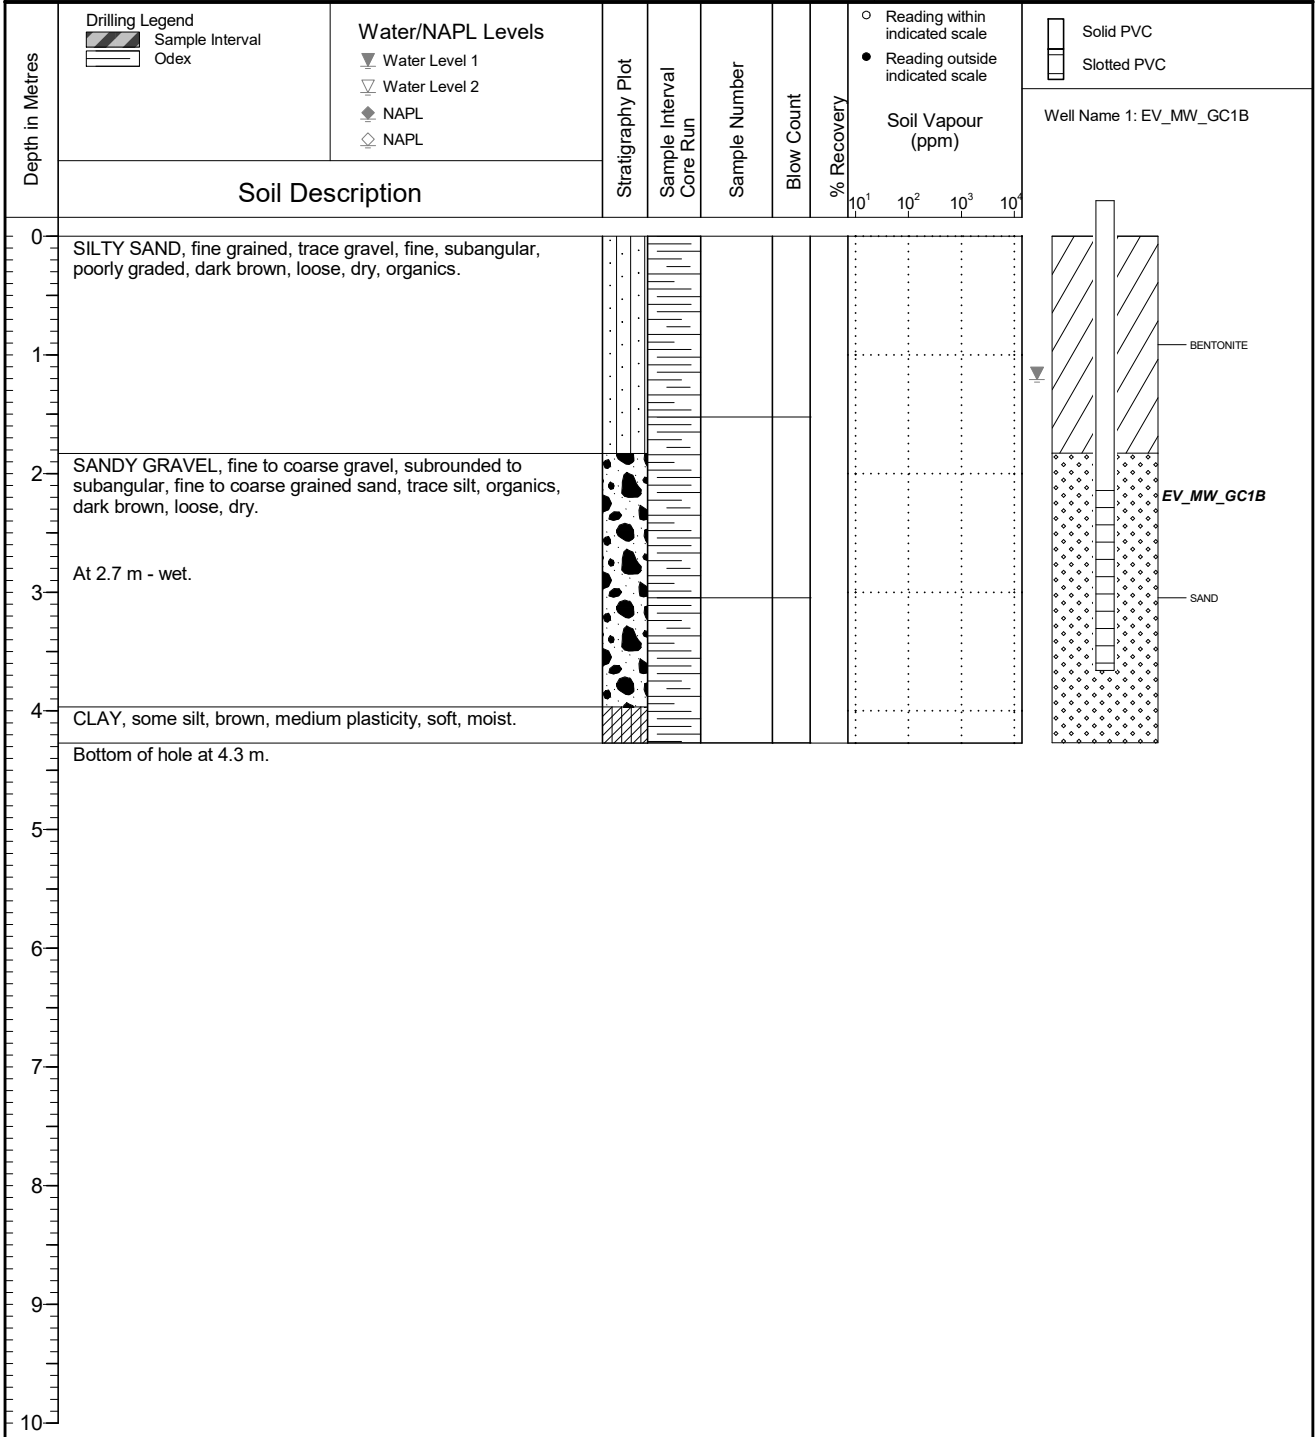 Depth in Metres
Drilling Legend
Sample Interval
Odex
Water/NAPL Levels
Water Level 1
Water Level 2
NAPL
NAPL
Soil Description
Stratigraphy Plot
Sample Interval
Core Run
Sample Number
Blow Count
% Recovery
Reading within
indicated scale
Reading outside
indicated scale
Soil Vapour
(ppm)
10¹ 10² 10³ 10⁴
Solid PVC
Slotted PVC
Well Name 1: EV_MW_GC1B
0
SILTY SAND, fine grained, trace gravel, fine, subangular,
poorly graded, dark brown, loose, dry, organics.
1
BENTONITE
SANDY GRAVEL, fine to coarse gravel, subrounded to
2
subangular, fine to coarse grained sand, trace silt, organics,
dark brown, loose, dry.
EV_MW_GC1B
At 2.7 m - wet.
3
SAND
4
CLAY, some silt, brown, medium plasticity, soft, moist.
Bottom of hole at 4.3 m.
5
6
7
8
9
10